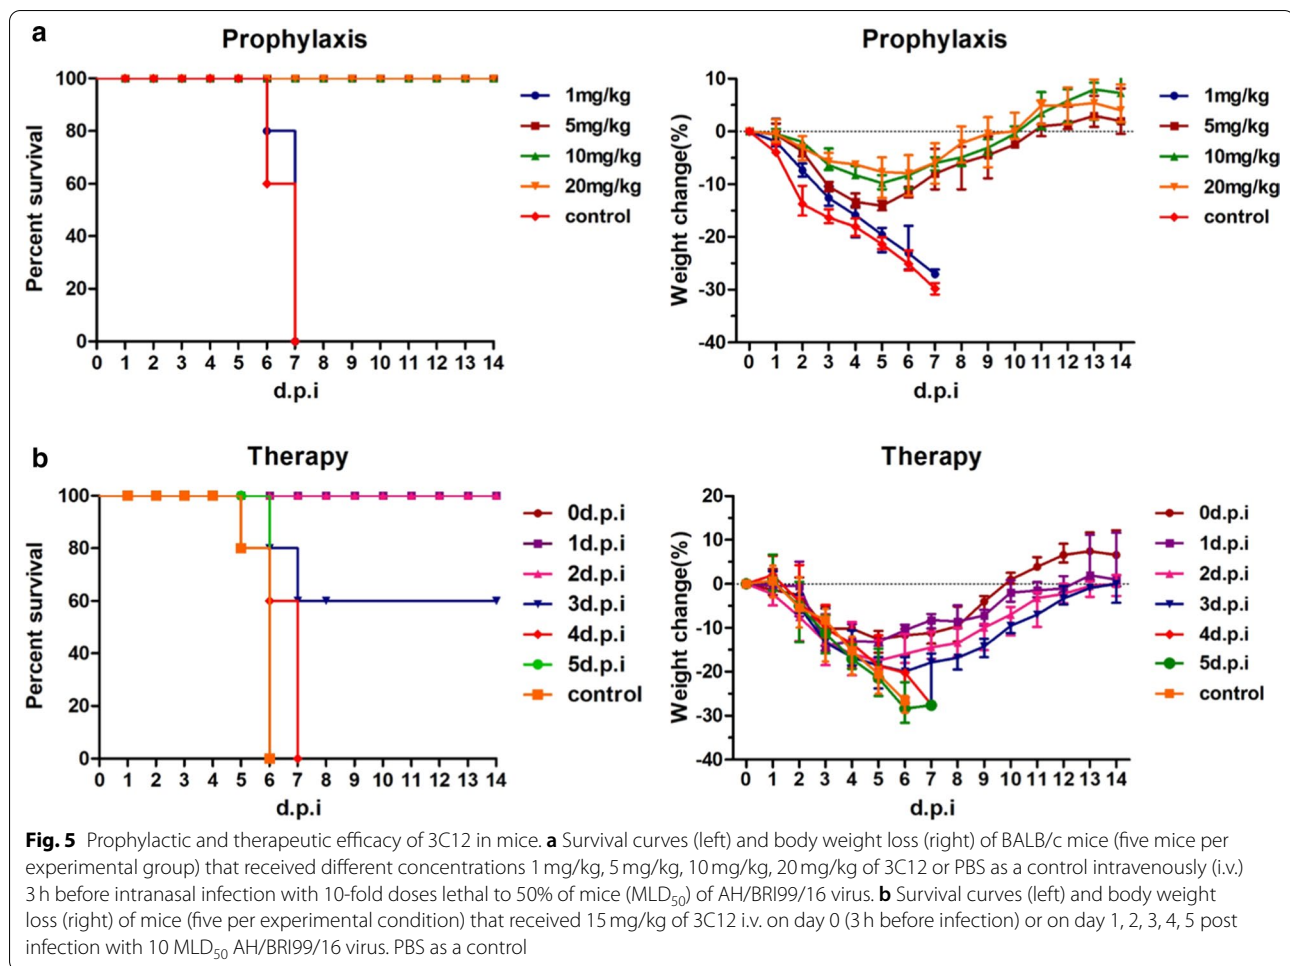 a
Prophylaxis
Percent survival
100
80
60
40
20
0
0 1 2 3 4 5 6 7 8 9 10 11 12 13 14
d.p.i
1mg/kg
5mg/kg
10mg/kg
20mg/kg
control
Prophylaxis
Weight change(%)
10
0
-10
-20
-30
-40
0 1 2 3 4 5 6 7 8 9 10 11 12 13 14
d.p.i
1mg/kg
5mg/kg
10mg/kg
20mg/kg
control
b
Therapy
Percent survival
100
80
60
40
20
0
0 1 2 3 4 5 6 7 8 9 10 11 12 13 14
d.p.i
0d.p.i
1d.p.i
2d.p.i
3d.p.i
4d.p.i
5d.p.i
control
Therapy
Weight change(%)
20
10
0
-10
-20
-30
-40
0 1 2 3 4 5 6 7 8 9 10 11 12 13 14
d.p.i
0d.p.i
1d.p.i
2d.p.i
3d.p.i
4d.p.i
5d.p.i
control
Fig. 5 Prophylactic and therapeutic efficacy of 3C12 in mice. a Survival curves (left) and body weight loss (right) of BALB/c mice (five mice per
experimental group) that received different concentrations 1 mg/kg, 5 mg/kg, 10 mg/kg, 20 mg/kg of 3C12 or PBS as a control intravenously (i.v.)
3 h before intranasal infection with 10-fold doses lethal to 50% of mice (MLD50) of AH/BRI99/16 virus. b Survival curves (left) and body weight
loss (right) of mice (five per experimental condition) that received 15 mg/kg of 3C12 i.v. on day 0 (3 h before infection) or on day 1, 2, 3, 4, 5 post
infection with 10 MLD50 AH/BRI99/16 virus. PBS as a control